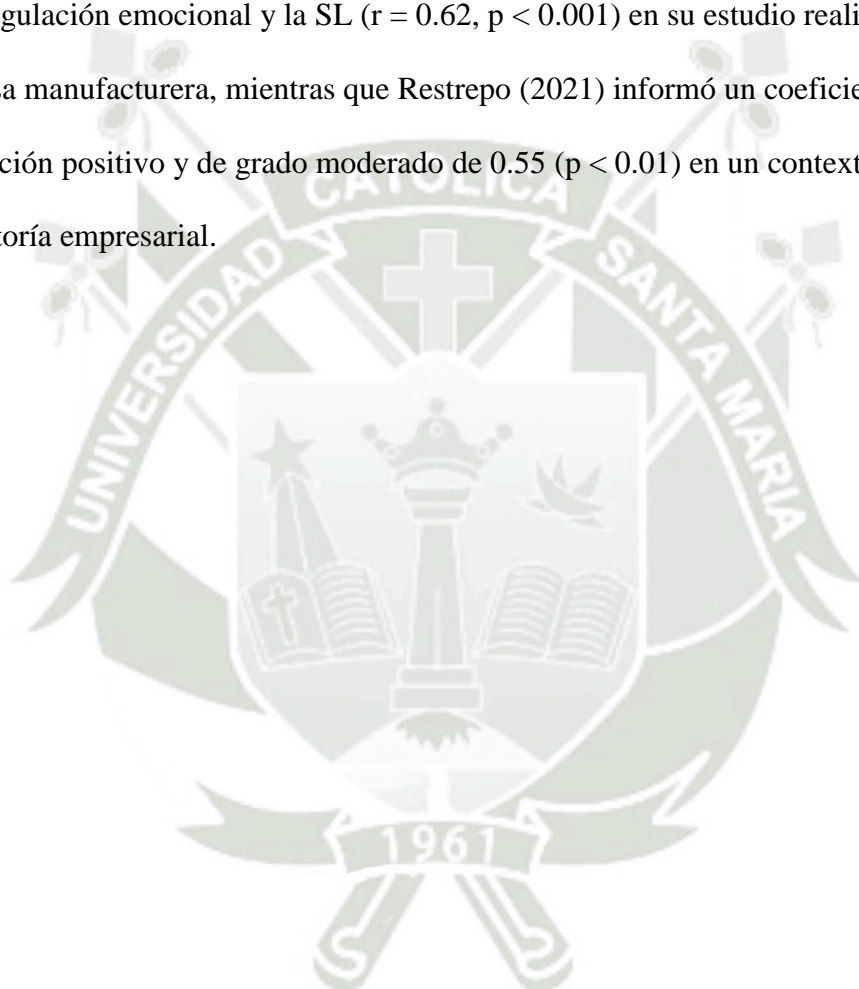 gulación emocional y la SL (r = 0.62, p < 0.001) en su estudio reali
sa manufacturera, mientras que Restrepo (2021) informó un coeficie
ción positivo y de grado moderado de 0.55 (p < 0.01) en un context
toría empresarial.
UNIVERSIDAD CATOLICA SANTA MARIA
1961